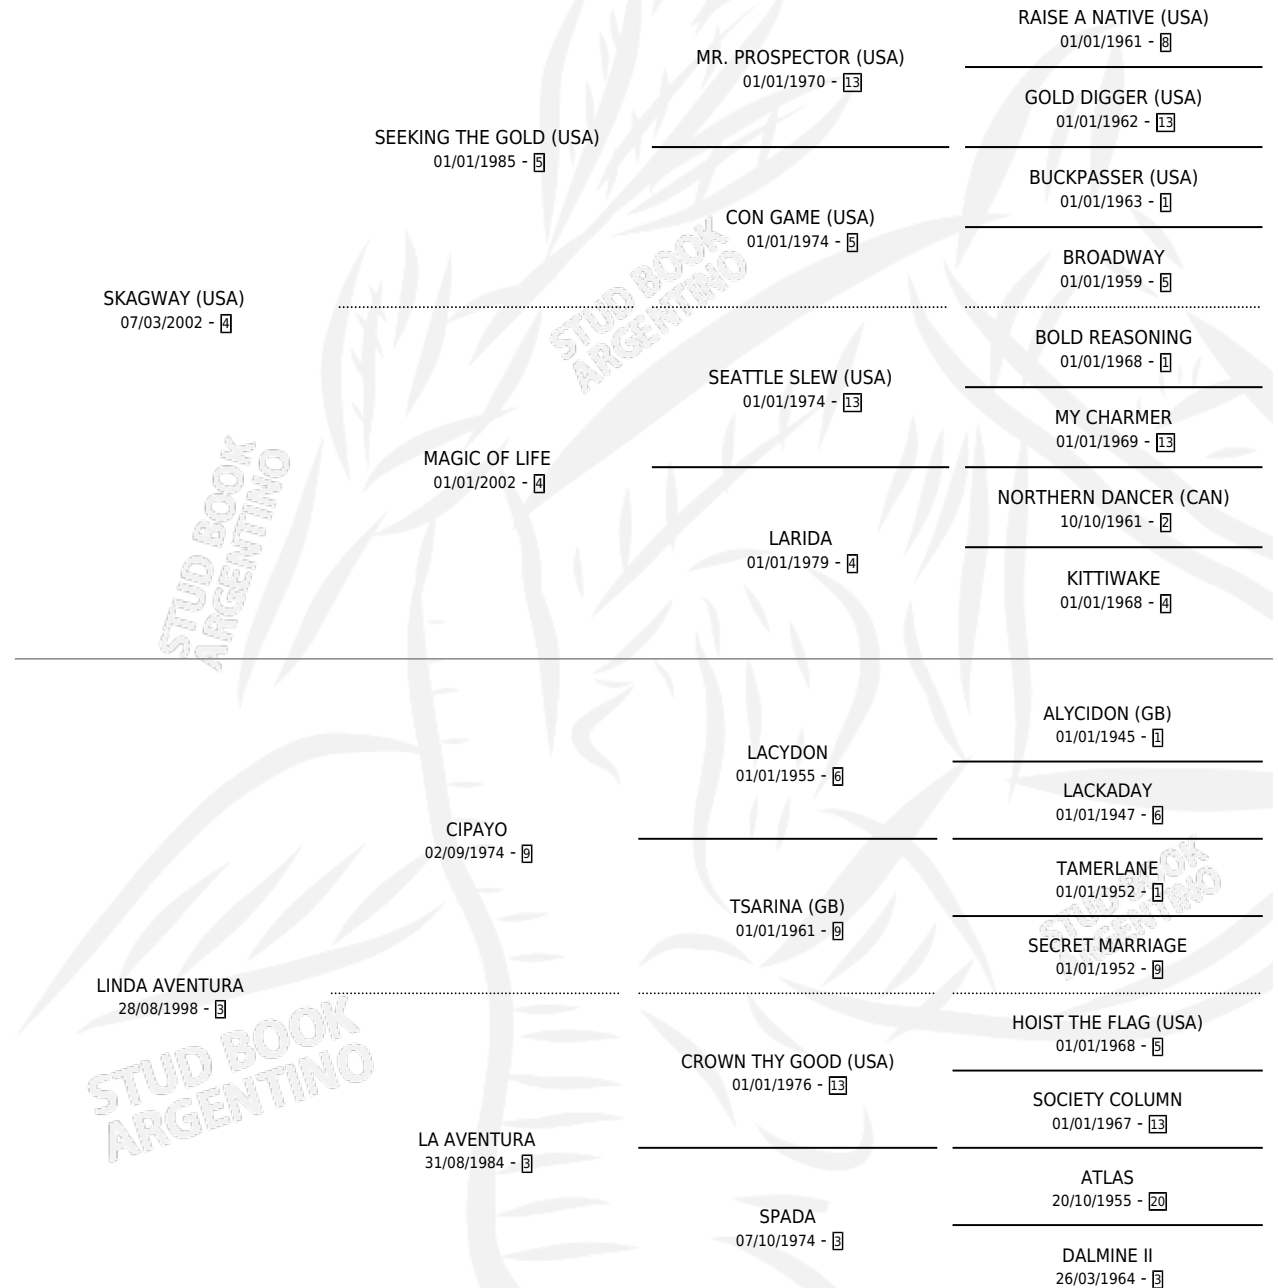 RAISE A NATIVE (USA)
01/01/1961 - 8
MR. PROSPECTOR (USA)
01/01/1970 - 13
GOLD DIGGER (USA)
01/01/1962 - 13
SEEKING THE GOLD (USA)
01/01/1985 - 5
BUCKPASSER (USA)
01/01/1963 - 1
CON GAME (USA)
01/01/1974 - 5
BROADWAY
01/01/1959 - 5
SKAGWAY (USA)
07/03/2002 - 4
BOLD REASONING
01/01/1968 - 1
SEATTLE SLEW (USA)
01/01/1974 - 13
MY CHARMER
01/01/1969 - 13
MAGIC OF LIFE
01/01/2002 - 4
NORTHERN DANCER (CAN)
10/10/1961 - 2
LARIDA
01/01/1979 - 4
KITTIWAKE
01/01/1968 - 4
ALYCIDON (GB)
01/01/1945 - 1
LACYDON
01/01/1955 - 6
LACKADAY
01/01/1947 - 6
CIPAYO
02/09/1974 - 9
TAMERLANE
01/01/1952 - 1
TSARINA (GB)
01/01/1961 - 9
SECRET MARRIAGE
01/01/1952 - 9
LINDA AVENTURA
28/08/1998 - 3
HOIST THE FLAG (USA)
01/01/1968 - 5
CROWN THY GOOD (USA)
01/01/1976 - 13
SOCIETY COLUMN
01/01/1967 - 13
LA AVENTURA
31/08/1984 - 3
ATLAS
20/10/1955 - 20
SPADA
07/10/1974 - 3
DALMINE II
26/03/1964 - 3
STUD BOOK
ARGENTINO
STUD BOOK
ARGENTINO
STUD BOOK
ARGENTINO
STUD BOOK
ARGENTINO